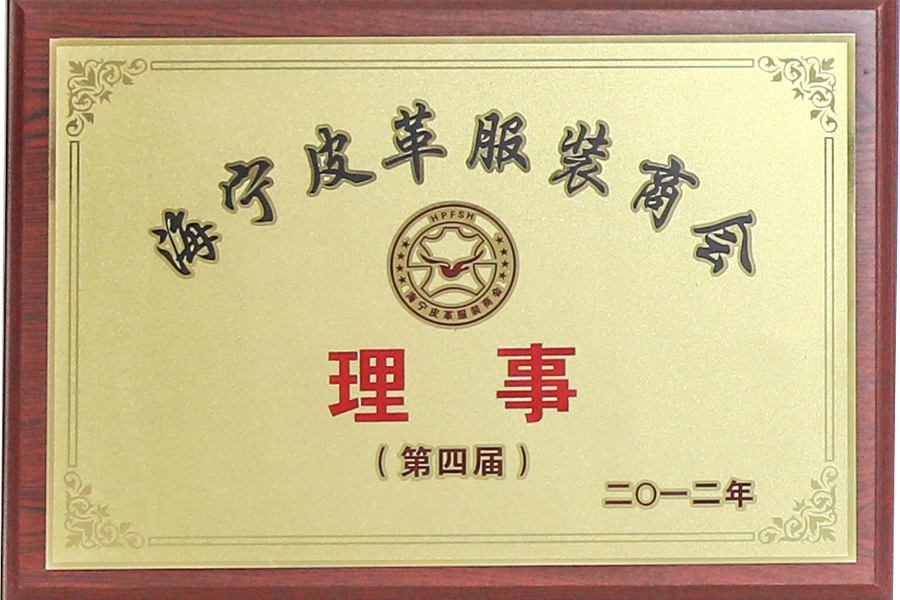 海宁皮革服装商会
HPFSH
海宁皮革服装商会
理事
（第四届）
二〇一二年